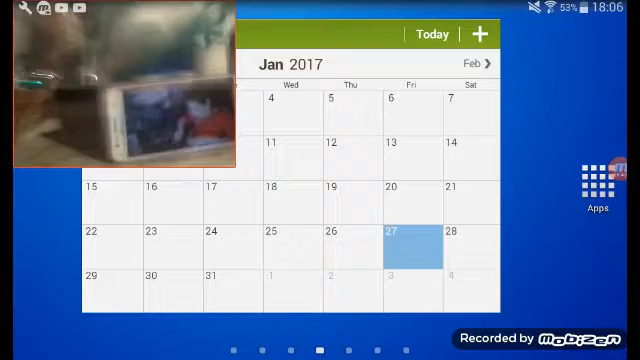 53% 18:06
Today +
Jan 2017
Feb
Wed Thu Fri Sat
4 5 6 7
11 12 13 14
15 16 17 18 19 20 21
22 23 24 25 26 27 28
29 30 31 1 2 3 4
Apps
Recorded by mobizen